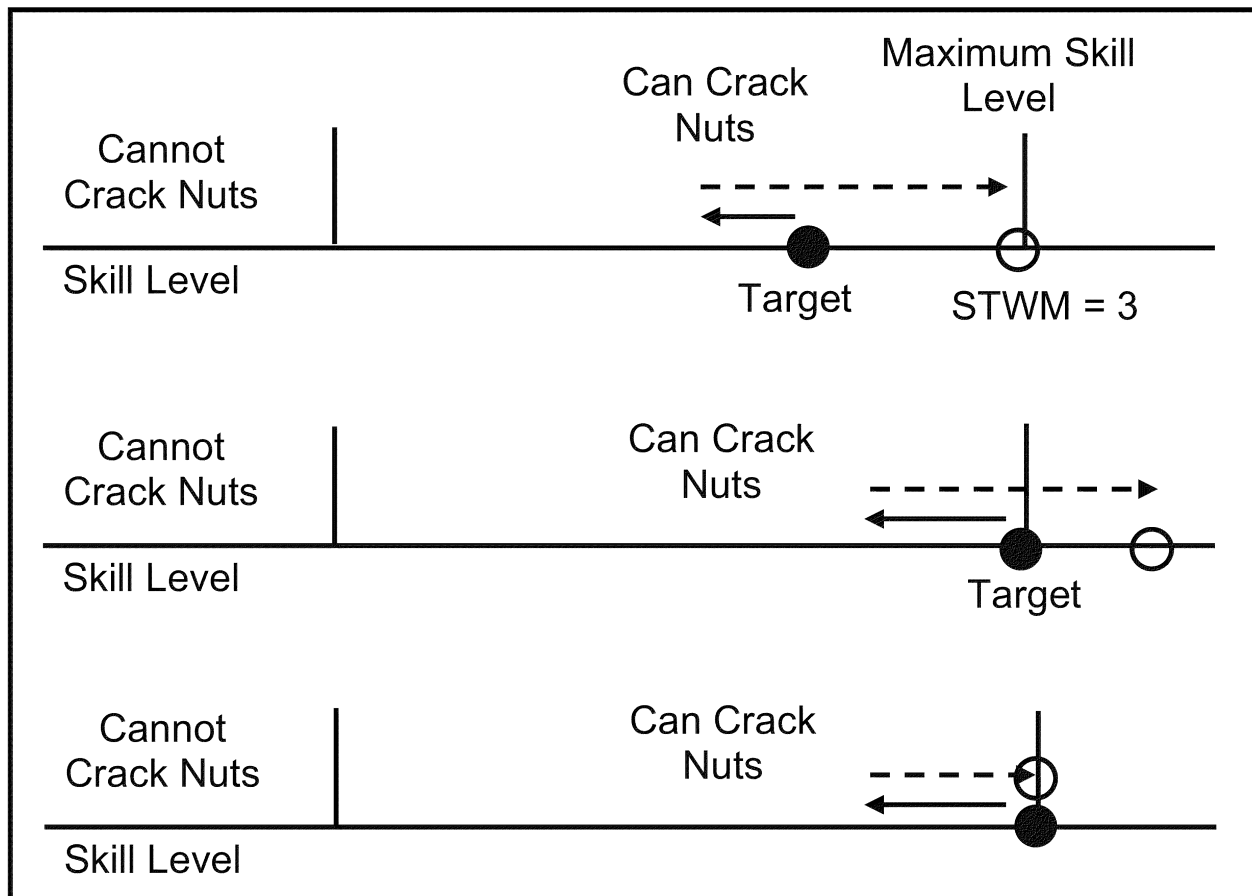 Maximum Skill
Level
Can Crack
Nuts
Cannot
Crack Nuts
Skill Level
Target
STWM = 3
Cannot
Crack Nuts
Can Crack
Nuts
Skill Level
Target
Cannot
Crack Nuts
Can Crack
Nuts
Skill Level